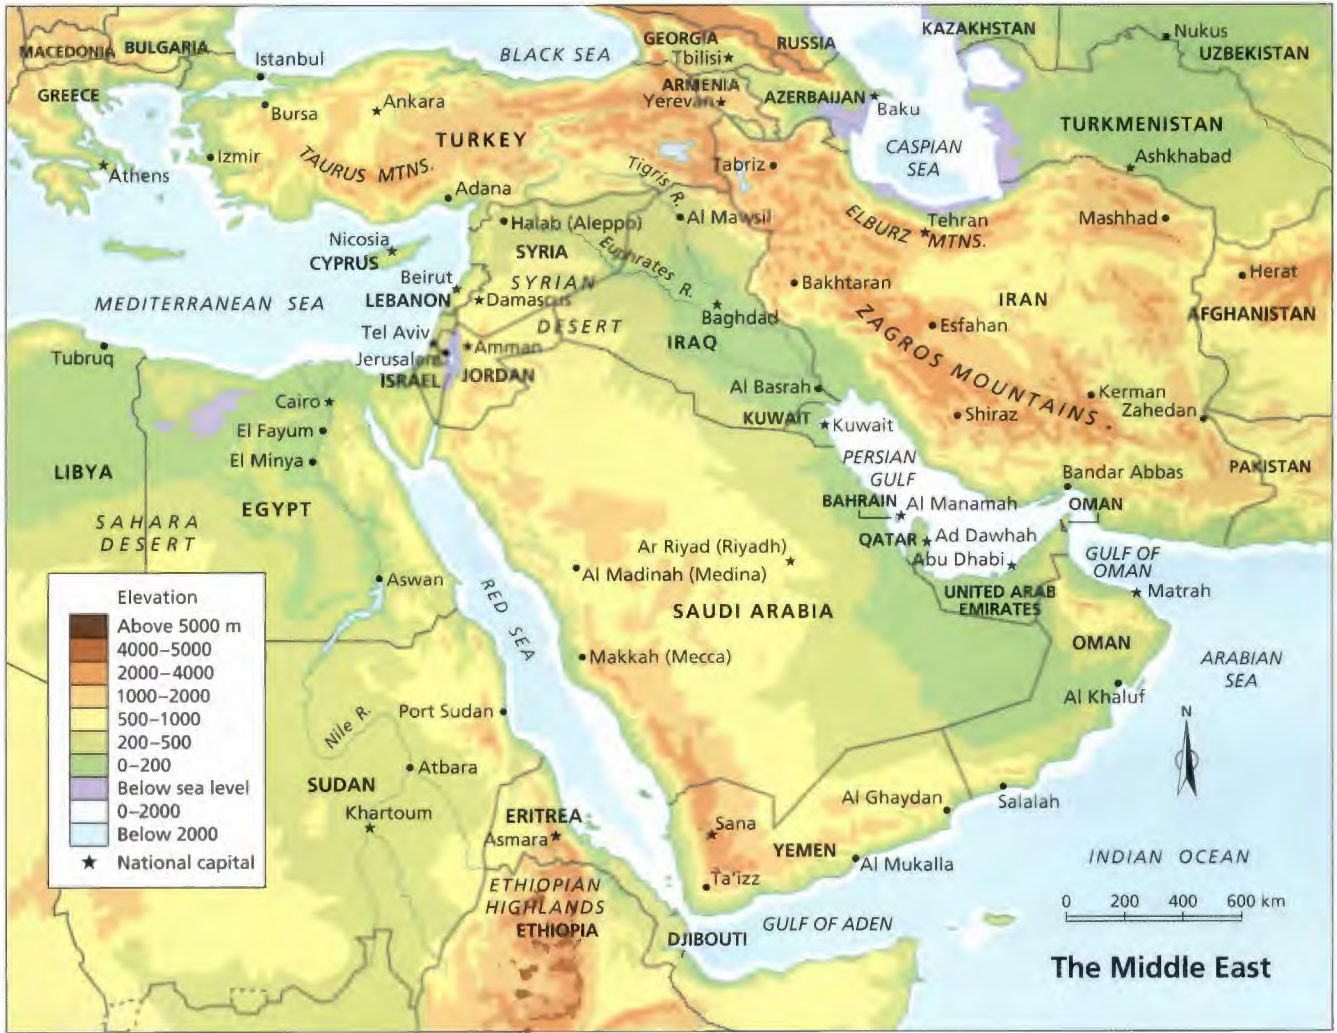 MACEDONIA
BULGARIA
GREECE
Istanbul
Bursa
Izmir
Athens
BLACK SEA
Ankara
TURKEY
TAURUS MTNS.
Adana
GEORGIA
Tbilisi
RUSSIA
ARMENIA
Yerevan
AZERBAIJAN
Baku
KAZAKHSTAN
CASPIAN
SEA
Nukus
UZBEKISTAN
TURKMENISTAN
Ashkhabad
Tabriz
Tigris R.
Al Mawsil
ELBURZ MTNS.
Tehran
Mashhad
Herat
AFGHANISTAN
Nicosia
CYPRUS
Halab (Aleppo)
SYRIA
Euphrates R.
SYRIAN
DESERT
Beirut
LEBANON
Damascus
MEDITERRANEAN SEA
Tel Aviv
Jerusalem
ISRAEL
Amman
JORDAN
Baghdad
IRAQ
Bakhtaran
IRAN
Esfahan
ZAGROS MOUNTAINS
Al Basrah
Shiraz
Kerman
Zahedan
Tubruq
Cairo
El Fayum
El Minya
LIBYA
EGYPT
SAHARA
DESERT
KUWAIT
Kuwait
PERSIAN
GULF
Bandar Abbas
PAKISTAN
BAHRAIN
Al Manamah
OMAN
QATAR
Ad Dawhah
Abu Dhabi
GULF OF
OMAN
UNITED ARAB
EMIRATES
Matrah
Ar Riyad (Riyadh)
Al Madinah (Medina)
SAUDI ARABIA
Makkah (Mecca)
Aswan
RED SEA
OMAN
ARABIAN
SEA
Al Khaluf
Elevation
Above 5000 m
4000–5000
2000–4000
1000–2000
500–1000
200–500
0–200
Below sea level
0–2000
Below 2000
National capital
Nile R.
Port Sudan
Atbara
SUDAN
Khartoum
ERITREA
Asmara
ETHIOPIAN
HIGHLANDS
ETHIOPIA
Sana
Ta'izz
YEMEN
Al Ghaydan
Al Mukalla
Salalah
DJIBOUTI
GULF OF ADEN
INDIAN OCEAN
N
0 200 400 600 km
The Middle East